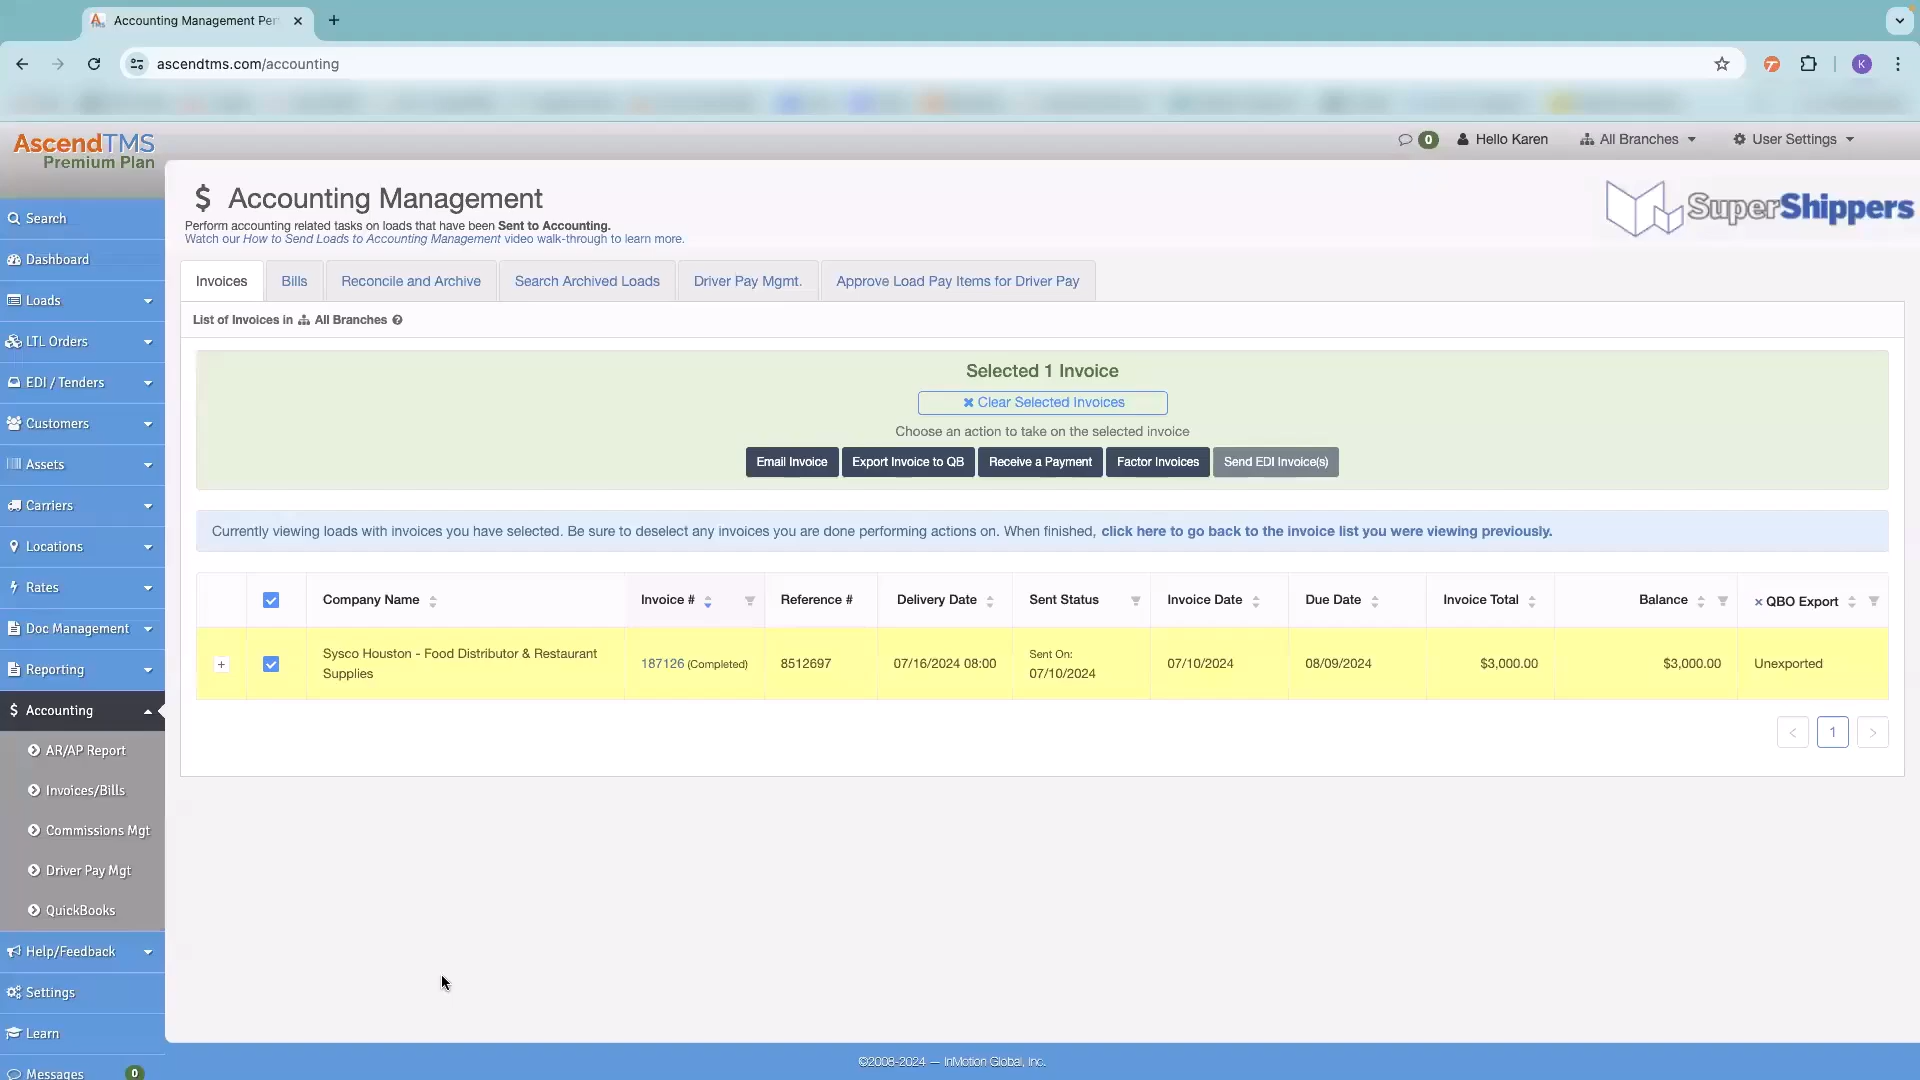 Accounting Management Per
ascendtms.com/accounting
K
AscendTMS
Premium Plan
0
Hello Karen
All Branches
User Settings
Search
Dashboard
Loads
LTL Orders
EDI / Tenders
Customers
Assets
Carriers
Locations
Rates
Doc Management
Reporting
$ Accounting
AR/AP Report
Invoices/Bills
Commissions Mgt
Driver Pay Mgt
QuickBooks
Help/Feedback
Settings
Learn
Messages 0
$ Accounting Management
Perform accounting related tasks on loads that have been Sent to Accounting.
Watch our How to Send Loads to Accounting Management video walk-through to learn more.
SuperShippers
Invoices
Bills
Reconcile and Archive
Search Archived Loads
Driver Pay Mgmt.
Approve Load Pay Items for Driver Pay
List of Invoices in All Branches
Selected 1 Invoice
Clear Selected Invoices
Choose an action to take on the selected invoice
Email Invoice
Export Invoice to QB
Receive a Payment
Factor Invoices
Send EDI Invoice(s)
Currently viewing loads with invoices you have selected. Be sure to deselect any invoices you are done performing actions on. When finished, click here to go back to the invoice list you were viewing previously.
Company Name
Invoice #
Reference #
Delivery Date
Sent Status
Invoice Date
Due Date
Invoice Total
Balance
× QBO Export
+
Sysco Houston - Food Distributor & Restaurant
Supplies
187126 (Completed)
8512697
07/16/2024 08:00
Sent On:
07/10/2024
07/10/2024
08/09/2024
$3,000.00
$3,000.00
Unexported
< 1 >
©2008-2024 — InMotion Global, Inc.